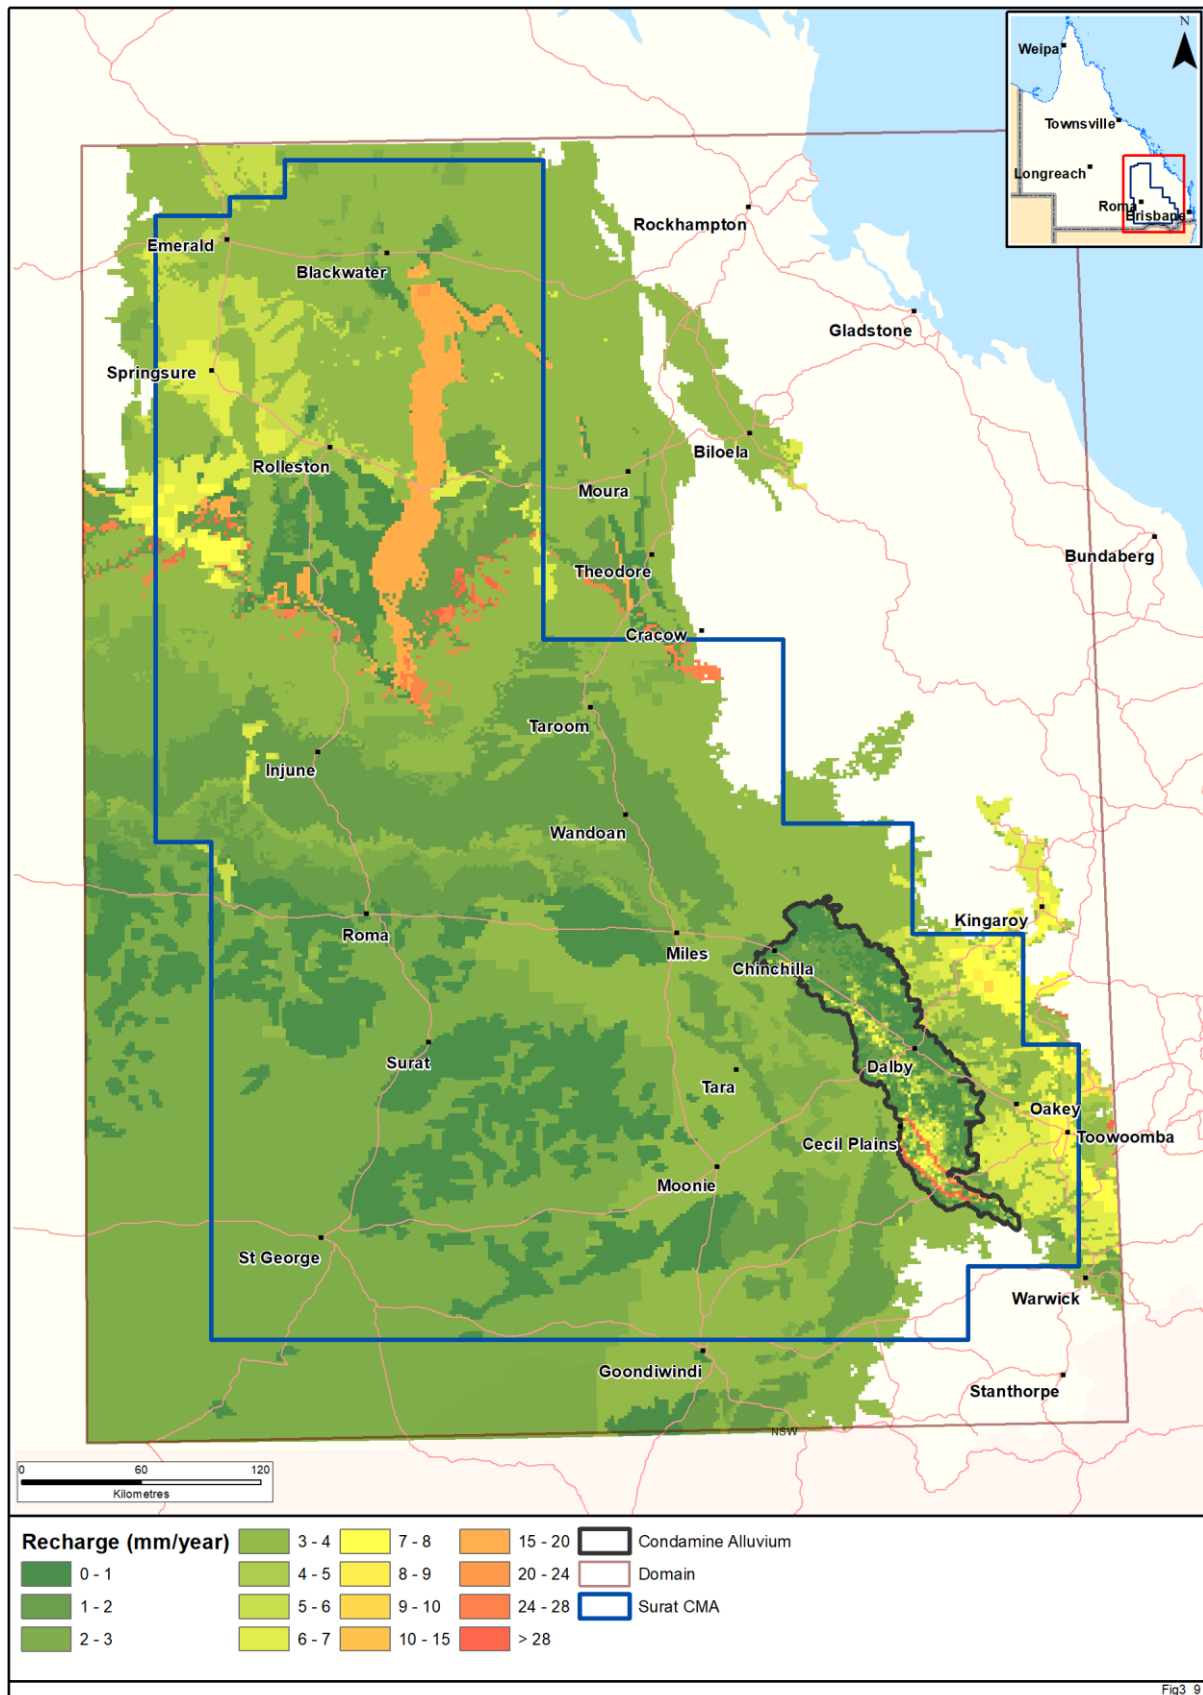 N
Weipa
Townsville
Longreach
Roma
Brisbane
Rockhampton
Emerald
Blackwater
Gladstone
Springsure
Biloela
Rolleston
Moura
Bundaberg
Theodore
Cracow
Taroom
Injune
Wandoan
Kingaroy
Roma
Miles
Chinchilla
Surat
Dalby
Tara
Oakey
Cecil Plains
Toowoomba
Moonie
St George
Warwick
Goondiwindi
Stanthorpe
NSW
0 60 120
Kilometres
Recharge (mm/year)
0 - 1
1 - 2
2 - 3
3 - 4
4 - 5
5 - 6
6 - 7
7 - 8
8 - 9
9 - 10
10 - 15
15 - 20
20 - 24
24 - 28
> 28
Condamine Alluvium
Domain
Surat CMA
Fig3_9